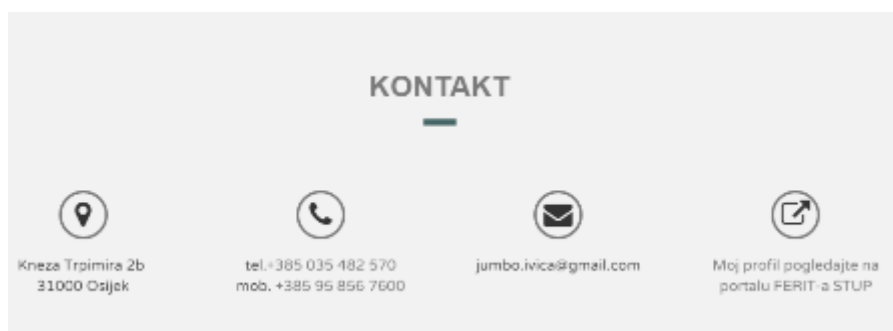 KONTAKT
Kneza Trpimira 2b
31000 Osijek
tel.+385 035 482 570
mob. +385 95 856 7600
jumbo.ivica@gmail.com
Moj profil pogledajte na
portalu FERIT-a STUP